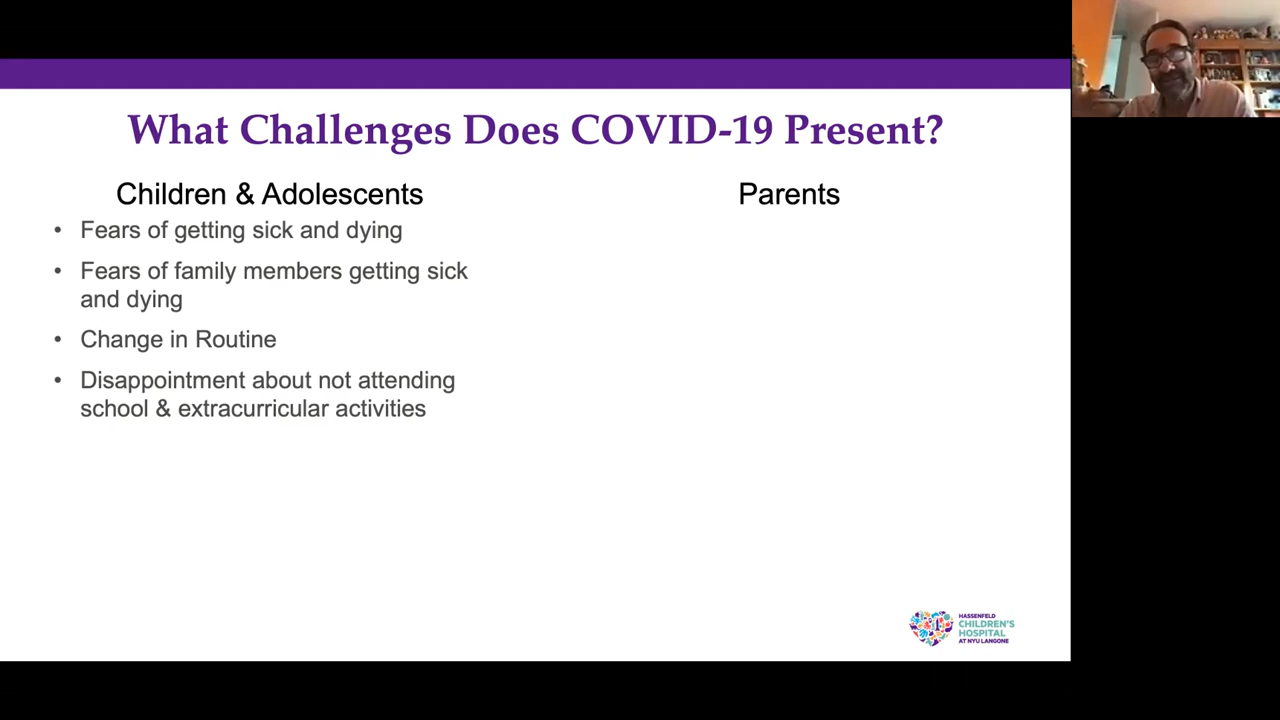 What Challenges Does COVID-19 Present?
Children & Adolescents
• Fears of getting sick and dying
• Fears of family members getting sick
and dying
• Change in Routine
• Disappointment about not attending
school & extracurricular activities
Parents
HASSENFELD
CHILDREN'S
HOSPITAL
AT NYU LANGONE